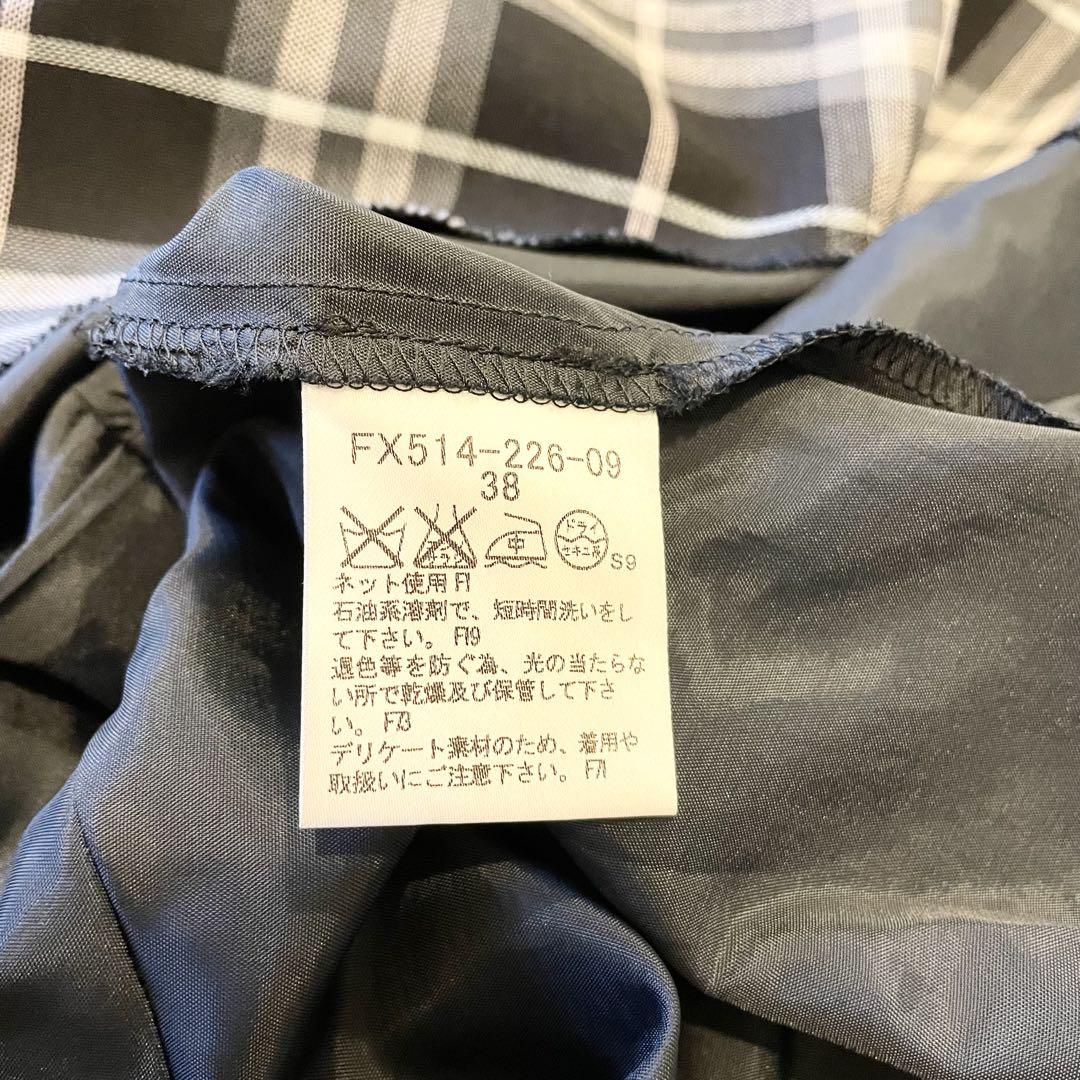 FX514-226-09
38
中
ドライ
セキユ系
S9
ネット使用 F1
石油系溶剤で、短時間洗いをし
て下さい。 F19
退色等を防ぐ為、光の当たらな
い所で乾燥及び保管して下さ
い。 F73
デリケート素材のため、着用や
取扱いにご注意下さい。 F71